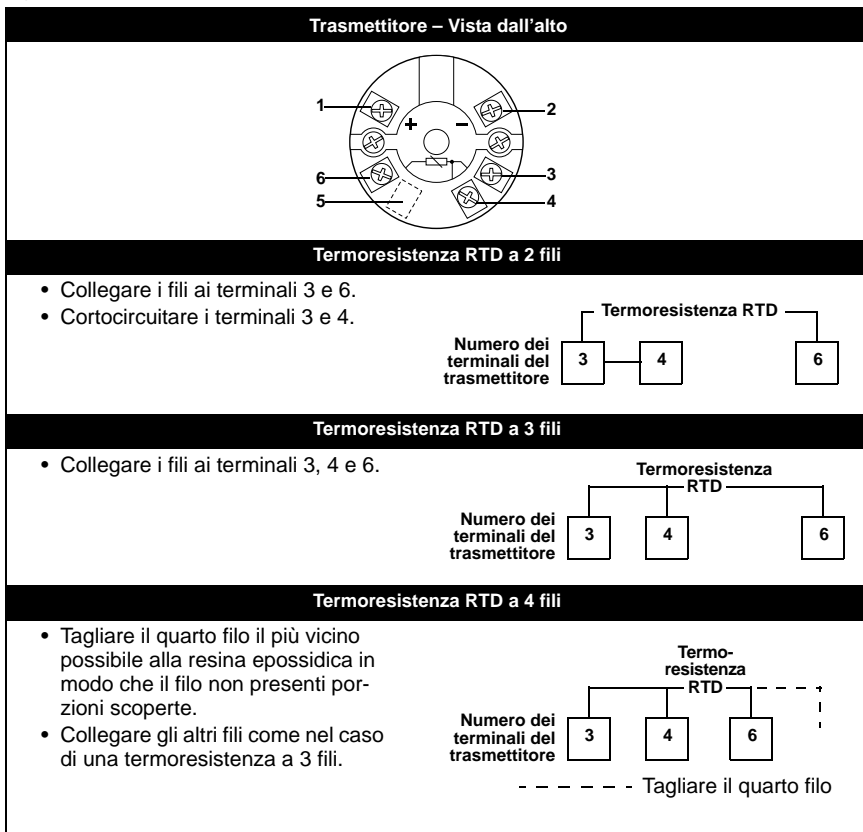 Trasmettitore – Vista dall'alto
1
2
+
–
6
3
5
4
Termoresistenza RTD a 2 fili
• Collegare i fili ai terminali 3 e 6.
• Cortocircuitare i terminali 3 e 4.
Termoresistenza RTD
Numero dei
terminali del
trasmettitore
3
4
6
Termoresistenza RTD a 3 fili
• Collegare i fili ai terminali 3, 4 e 6.
Termoresistenza
RTD
Numero dei
terminali del
trasmettitore
3
4
6
Termoresistenza RTD a 4 fili
• Tagliare il quarto filo il più vicino
possibile alla resina epossidica in
modo che il filo non presenti por-
zioni scoperte.
• Collegare gli altri fili come nel caso
di una termoresistenza a 3 fili.
Termo-
resistenza
RTD
Numero dei
terminali del
trasmettitore
3
4
6
Tagliare il quarto filo